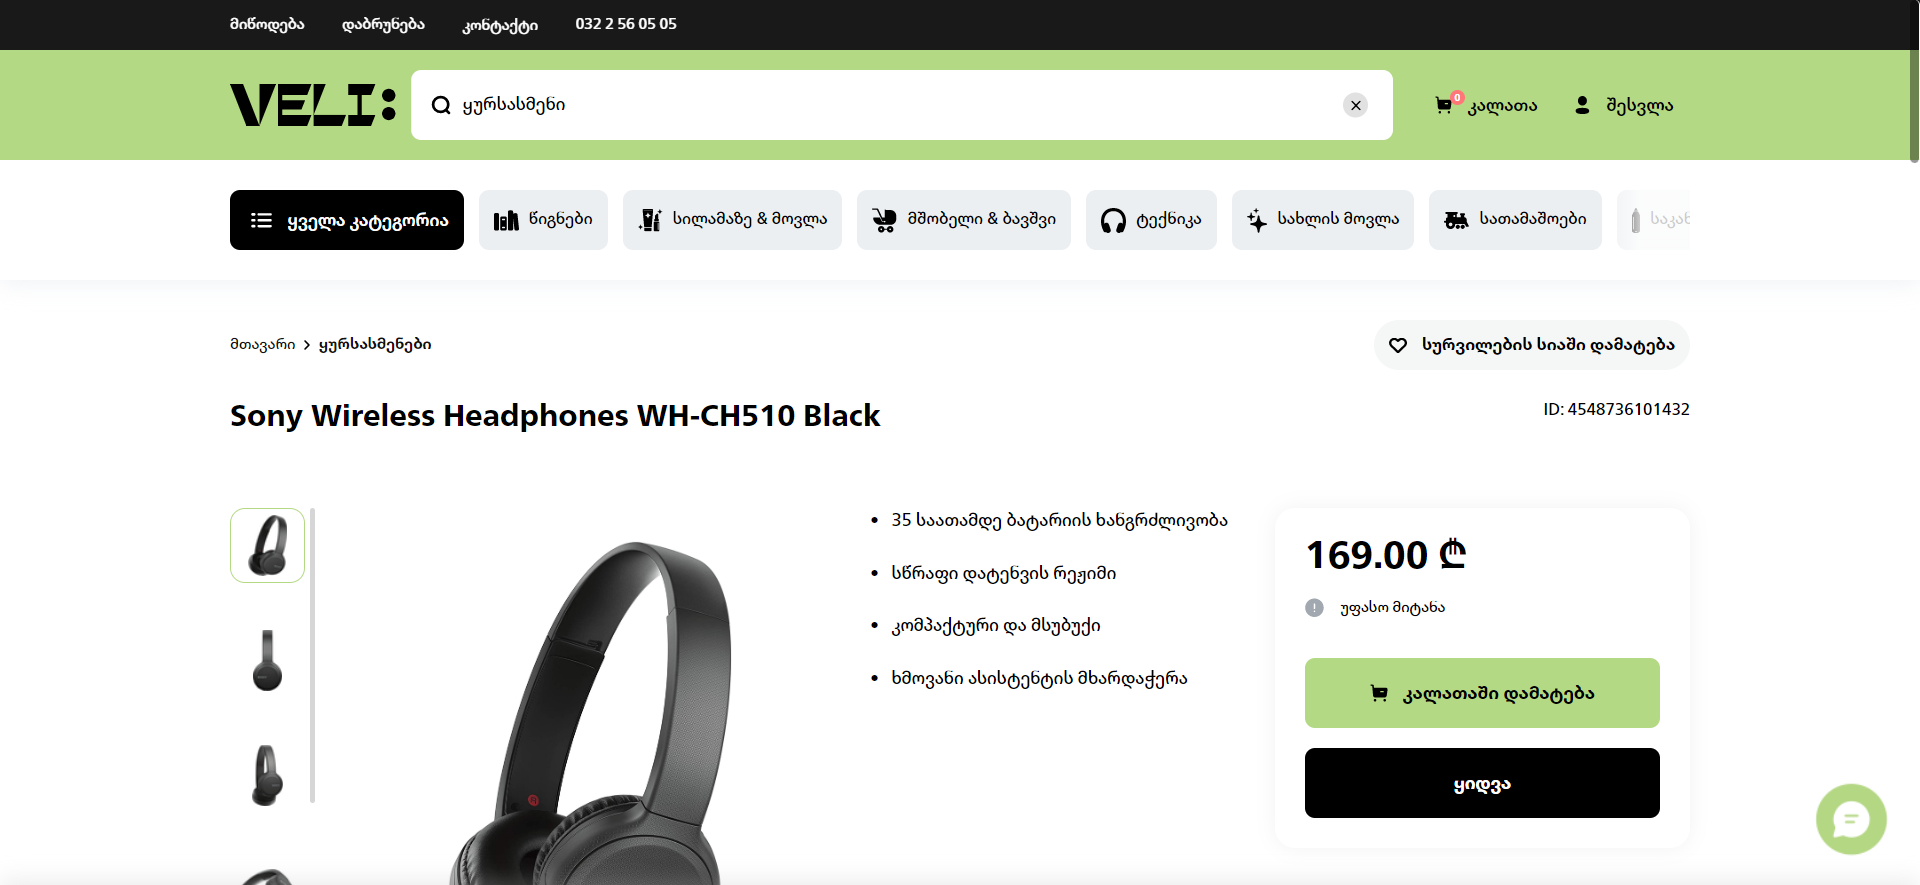 მიწოდება დაბრუნება კონტაქტი 032 2 56 05 05
VELI: ყურსასმენი 0 კალათა შესვლა
ყველა კატეგორია წიგნები სილამაზე & მოვლა მშობელი & ბავშვი ტექნიკა სახლის მოვლა სათამაშოები
მთავარი > ყურსასმენები სურვილების სიაში დამატება
Sony Wireless Headphones WH-CH510 Black ID: 4548736101432
• 35 საათამდე ბატარიის ხანგრძლივობა
• სწრაფი დატენვის რეჟიმი
• კომპაქტური და მსუბუქი
• ხმოვანი ასისტენტის მხარდაჭერა
169.00 ₾
უფასო მიტანა
კალათაში დამატება
ყიდვა